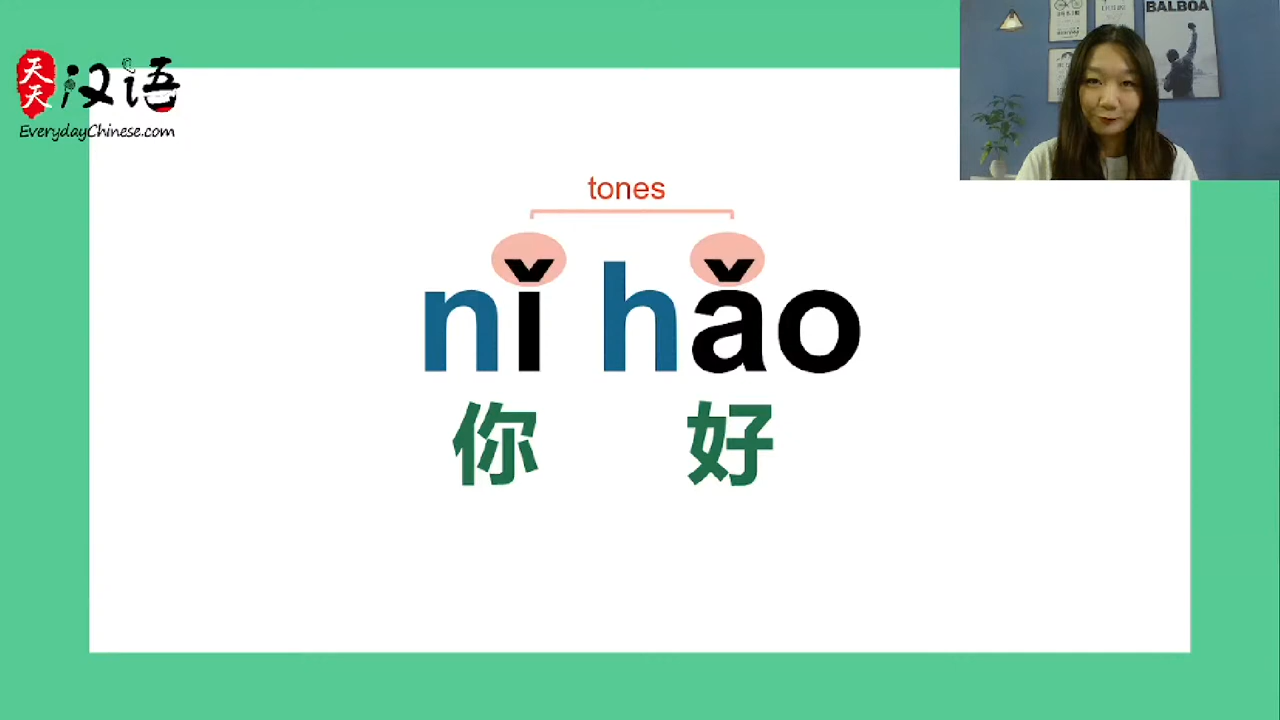 天天汉语
EverydayChinese.com
BALBOA
tones
nǐ hǎo
你 好